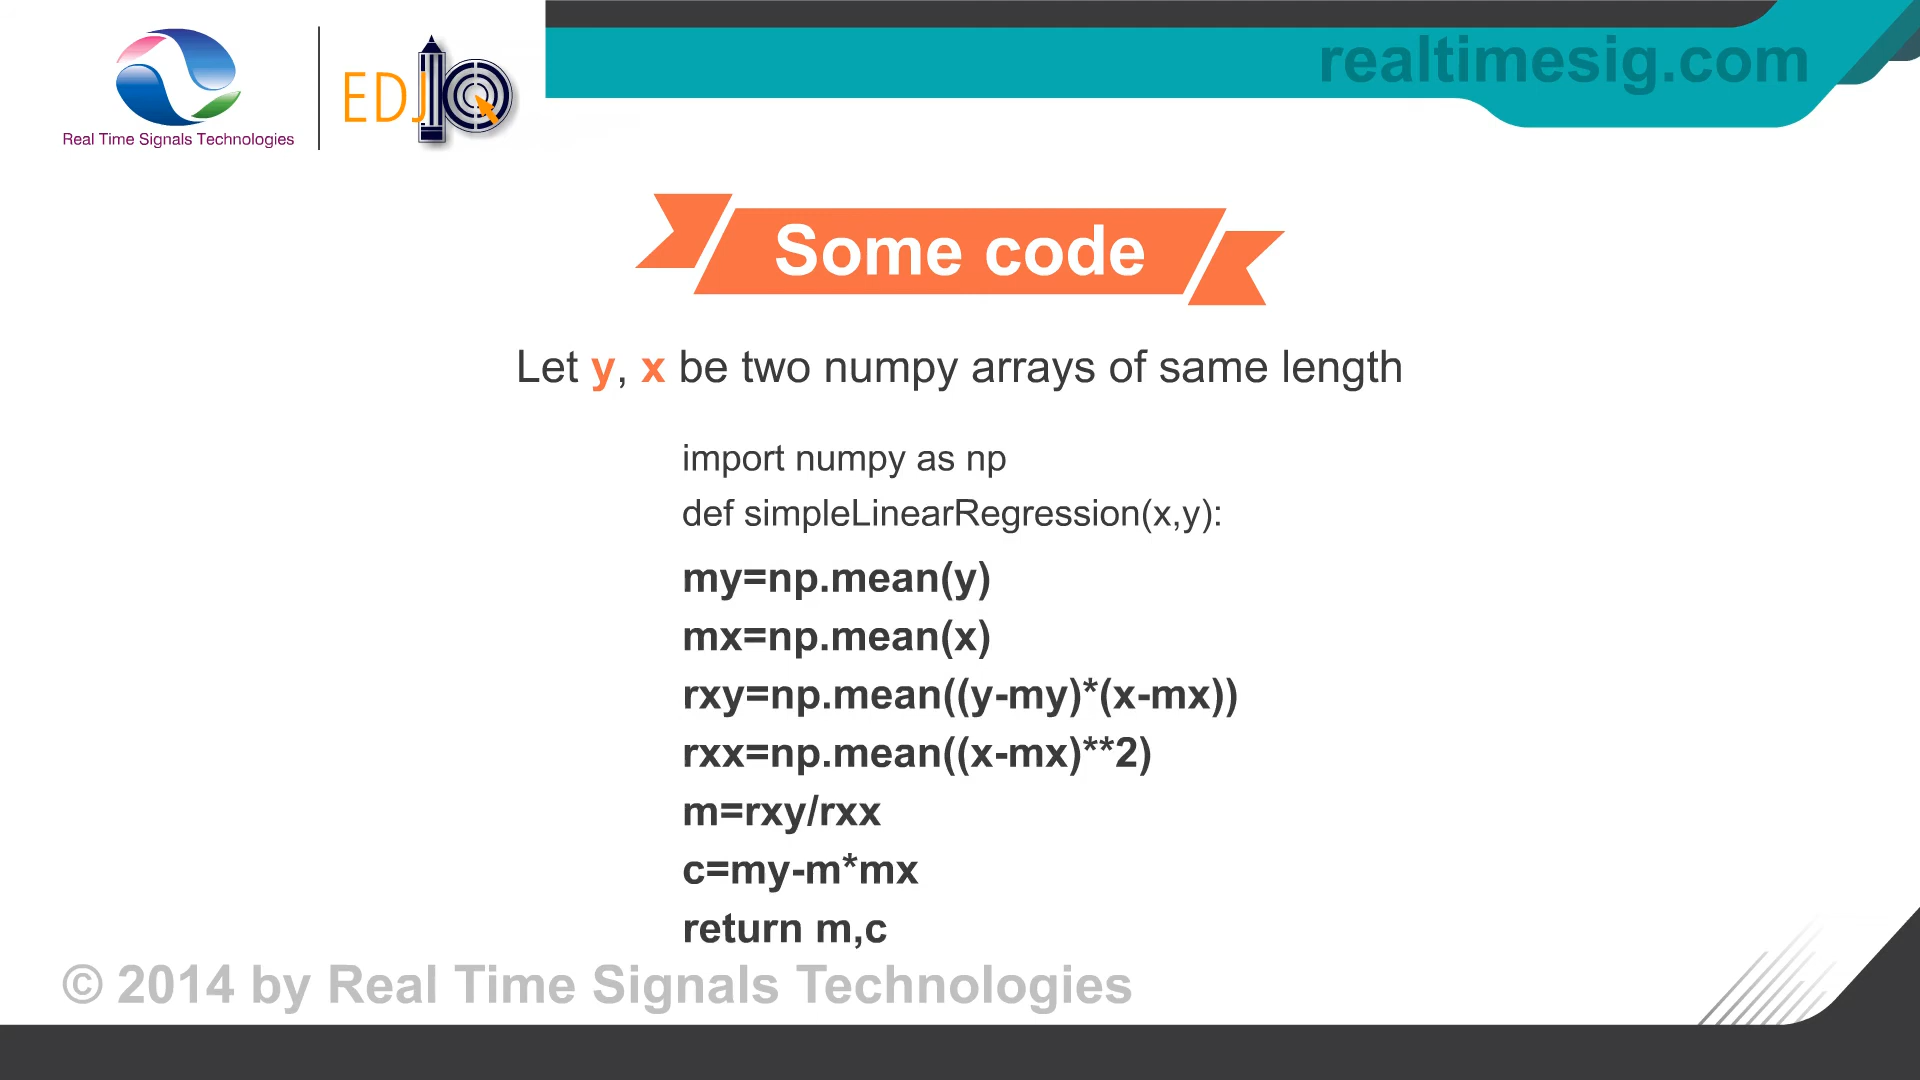 realtimesig.com
EDJIQ
Real Time Signals Technologies
Some code
Let y, x be two numpy arrays of same length
import numpy as np
def simpleLinearRegression(x,y):
my=np.mean(y)
mx=np.mean(x)
rxy=np.mean((y-my)*(x-mx))
rxx=np.mean((x-mx)**2)
m=rxy/rxx
c=my-m*mx
return m,c
© 2014 by Real Time Signals Technologies